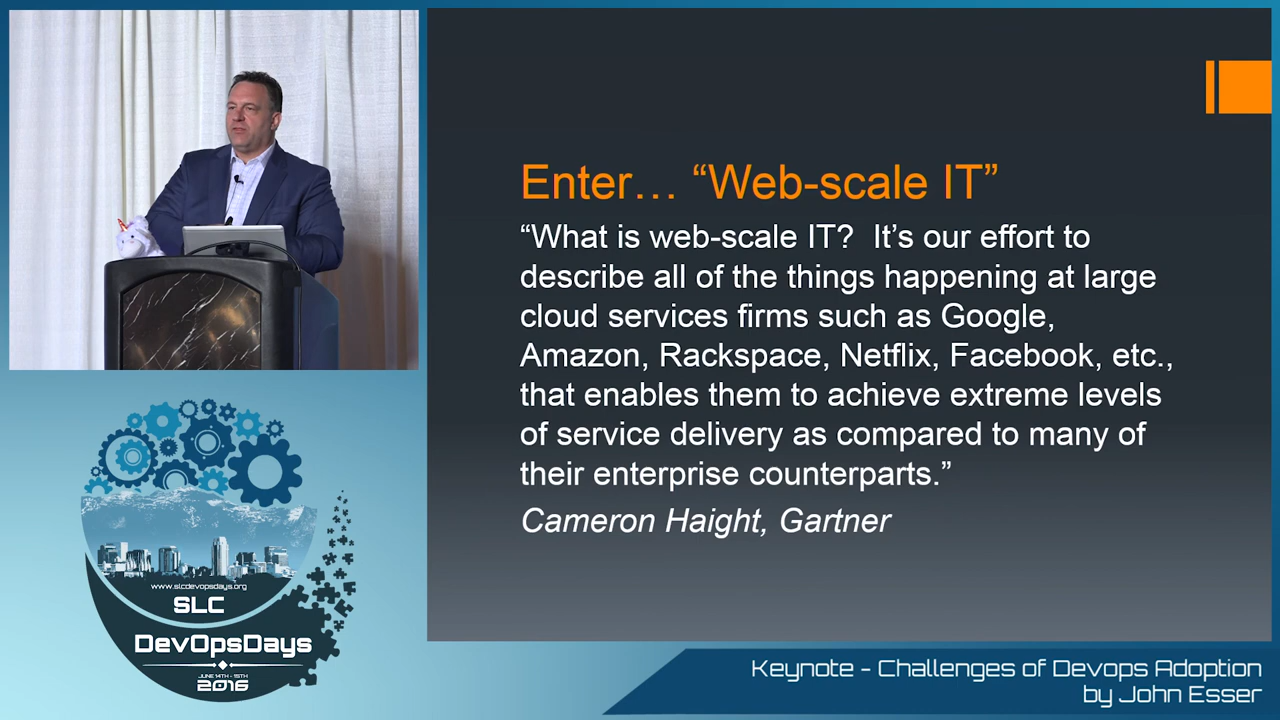 Enter… “Web-scale IT”
“What is web-scale IT?  It’s our effort to
describe all of the things happening at large
cloud services firms such as Google,
Amazon, Rackspace, Netflix, Facebook, etc.,
that enables them to achieve extreme levels
of service delivery as compared to many of
their enterprise counterparts.”
Cameron Haight, Gartner
www.slcdevopsdays.org
SLC
DevOpsDays
JUNE 14TH - 15TH
2016
Keynote - Challenges of Devops Adoption
by John Esser